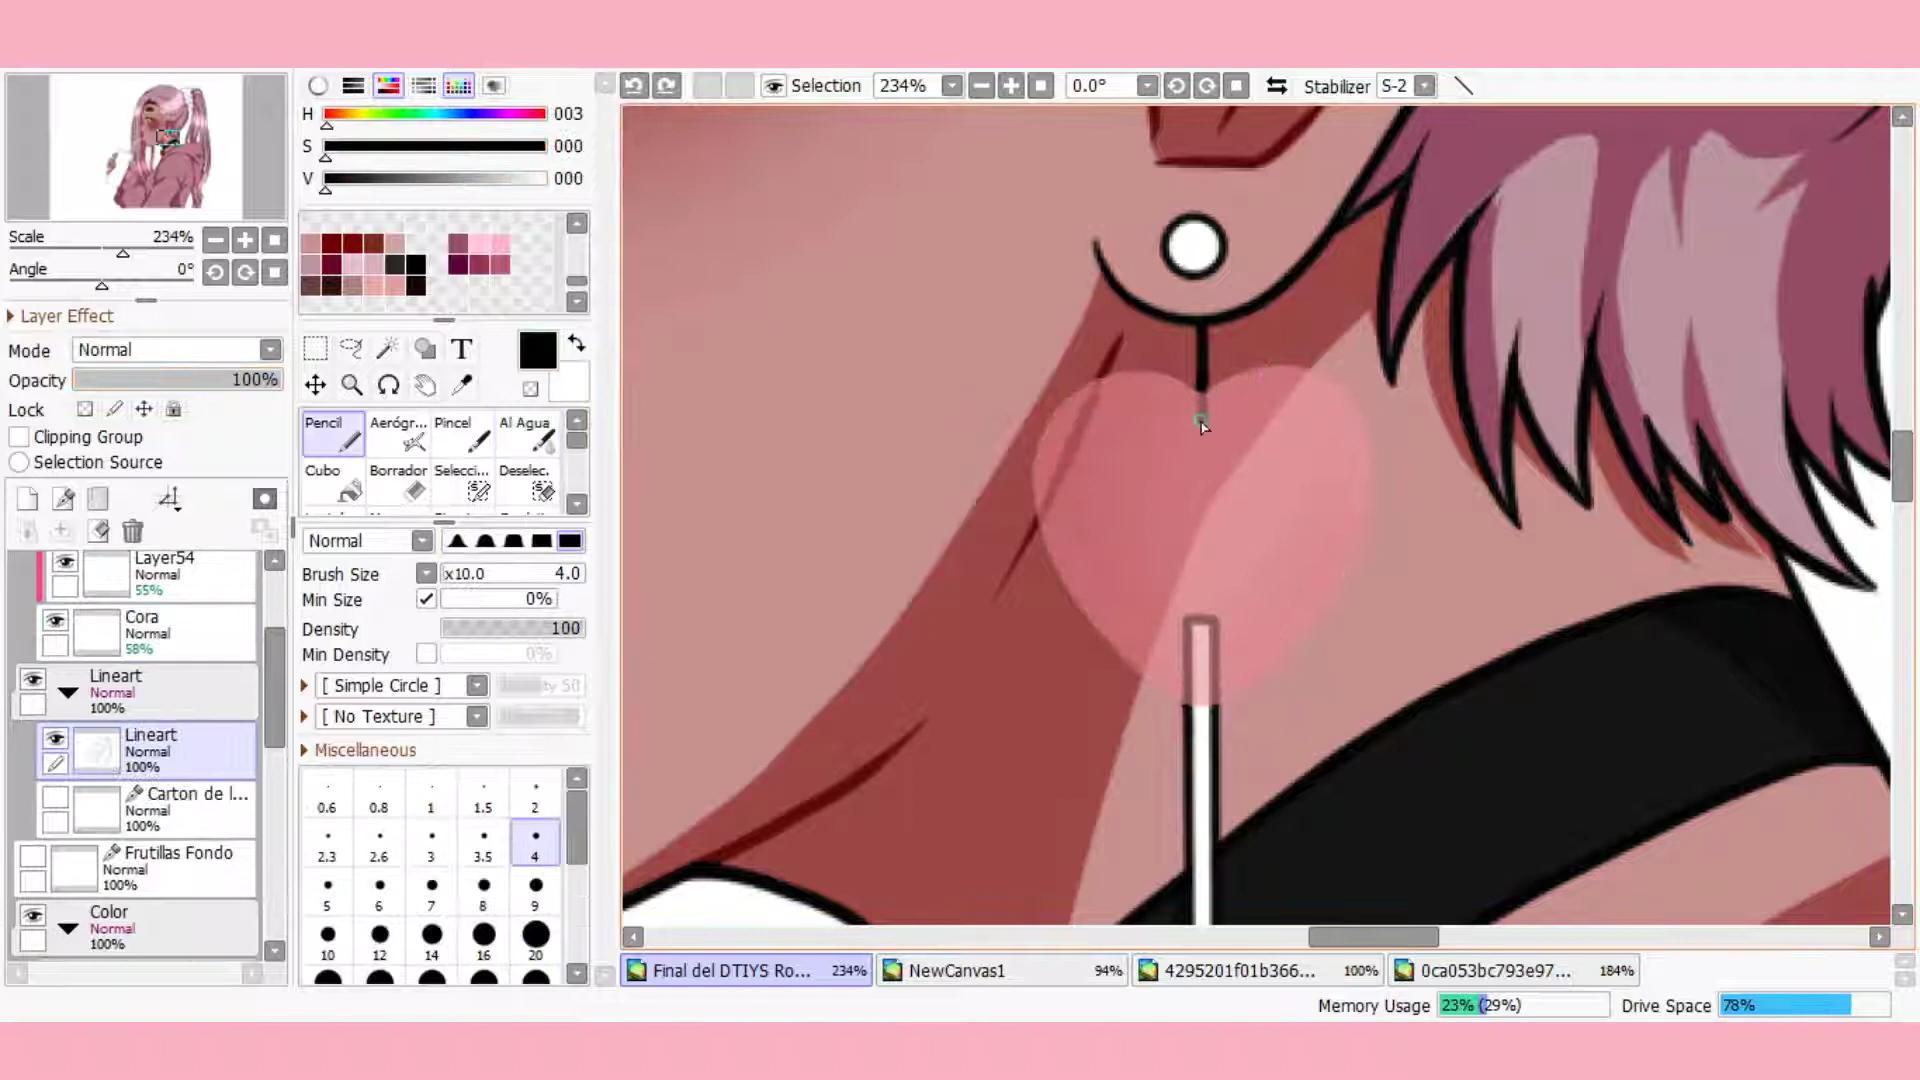 Selection 234% 0.0° Stabilizer S-2
H 003
S 000
V 000
Scale 234%
Angle 0°
Layer Effect
Mode Normal
Opacity 100%
Lock
Clipping Group
Selection Source
T
Pencil Aerógr... Pincel Al Agua
Cubo Borrador Selecci... Deselec.
Normal
Brush Size x10.0 4.0
Min Size 0%
Density 100
Min Density 0%
[ Simple Circle ]
[ No Texture ]
Miscellaneous
0.6 0.8 1 1.5 2
2.3 2.6 3 3.5 4
5 6 7 8 9
10 12 14 16 20
Layer54
Normal
55%
Cora
Normal
58%
Lineart
Normal
100%
Lineart
Normal
100%
Carton de l...
Normal
100%
Frutillas Fondo
Normal
100%
Color
Normal
100%
Final del DTIYS Ro... 234% NewCanvas1 94% 4295201f01b366... 100% 0ca053bc793e97... 184%
Memory Usage 23% (29%) Drive Space 78%